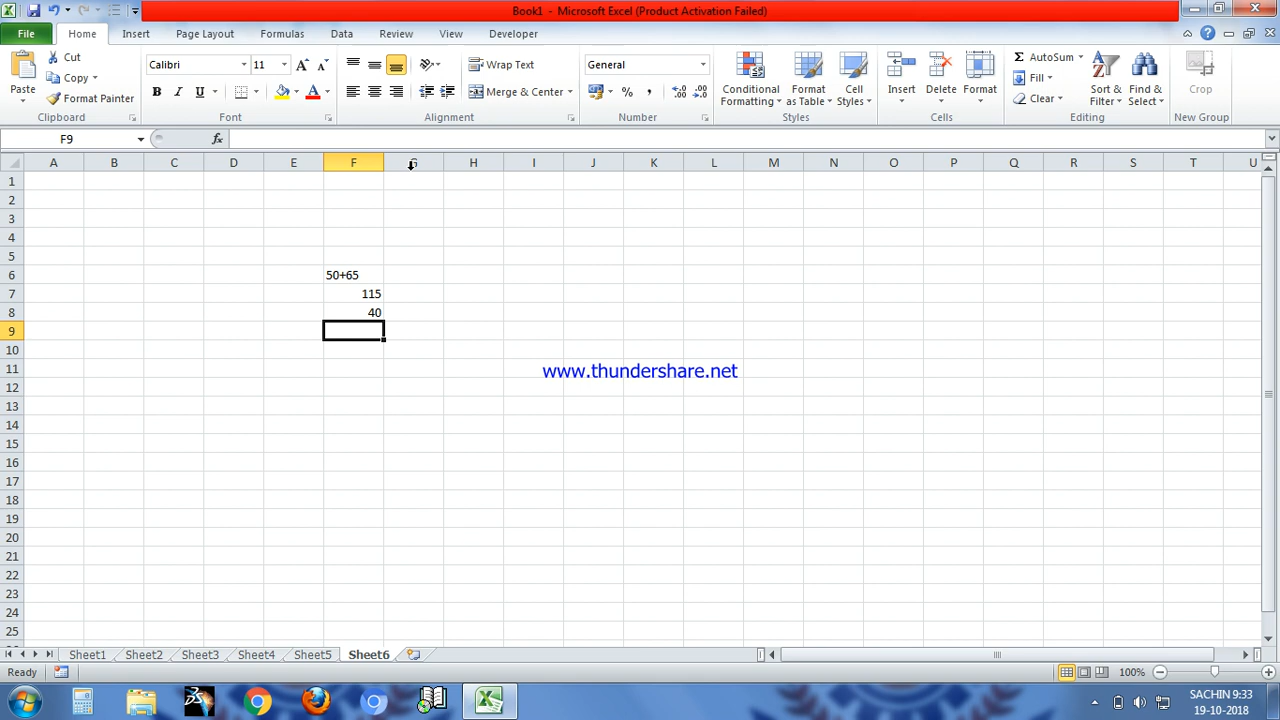 Book1 - Microsoft Excel (Product Activation Failed)
File Home Insert Page Layout Formulas Data Review View Developer
Paste
Cut
Copy
Format Painter
Clipboard
Calibri 11
B I U
Font
Wrap Text
Merge & Center
Alignment
General
%
Number
Conditional Formatting
Format as Table
Cell Styles
Styles
Insert
Delete
Format
Cells
AutoSum
Fill
Clear
Sort & Filter
Find & Select
Editing
Crop
New Group
F9 fx
A B C D E F G H I J K L M N O P Q R S T U
1
2
3
4
5
6 50+65
7 115
8 40
9
10
11
www.thundershare.net
12
13
14
15
16
17
18
19
20
21
22
23
24
25
Sheet1 Sheet2 Sheet3 Sheet4 Sheet5 Sheet6
Ready 100%
SACHIN 9:33
19-10-2018